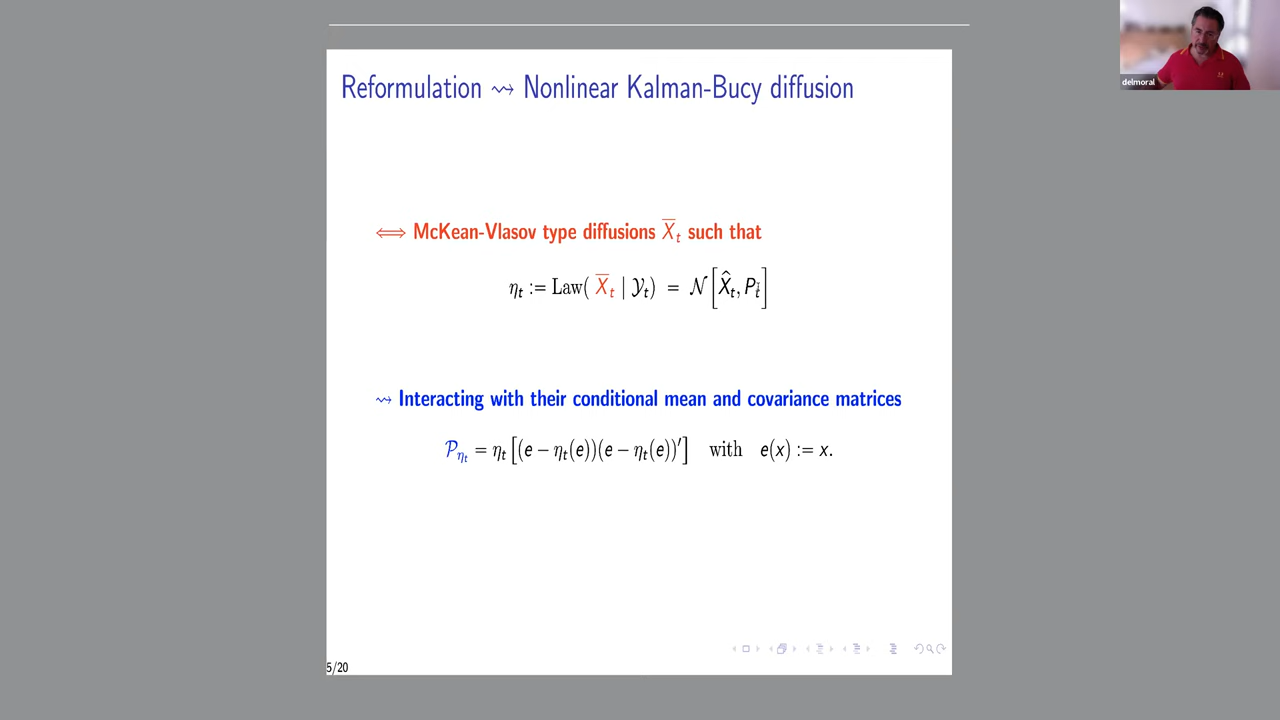 Reformulation ⇝ Nonlinear Kalman-Bucy diffusion
delmoral
⟺ McKean-Vlasov type diffusions X̅_t such that
η_t := Law( X̅_t | 𝒴_t) = 𝒩[X̂_t, P_t]
⇝ Interacting with their conditional mean and covariance matrices
𝒫_{η_t} = η_t [(e − η_t(e))(e − η_t(e))′] with e(x) := x.
5/20